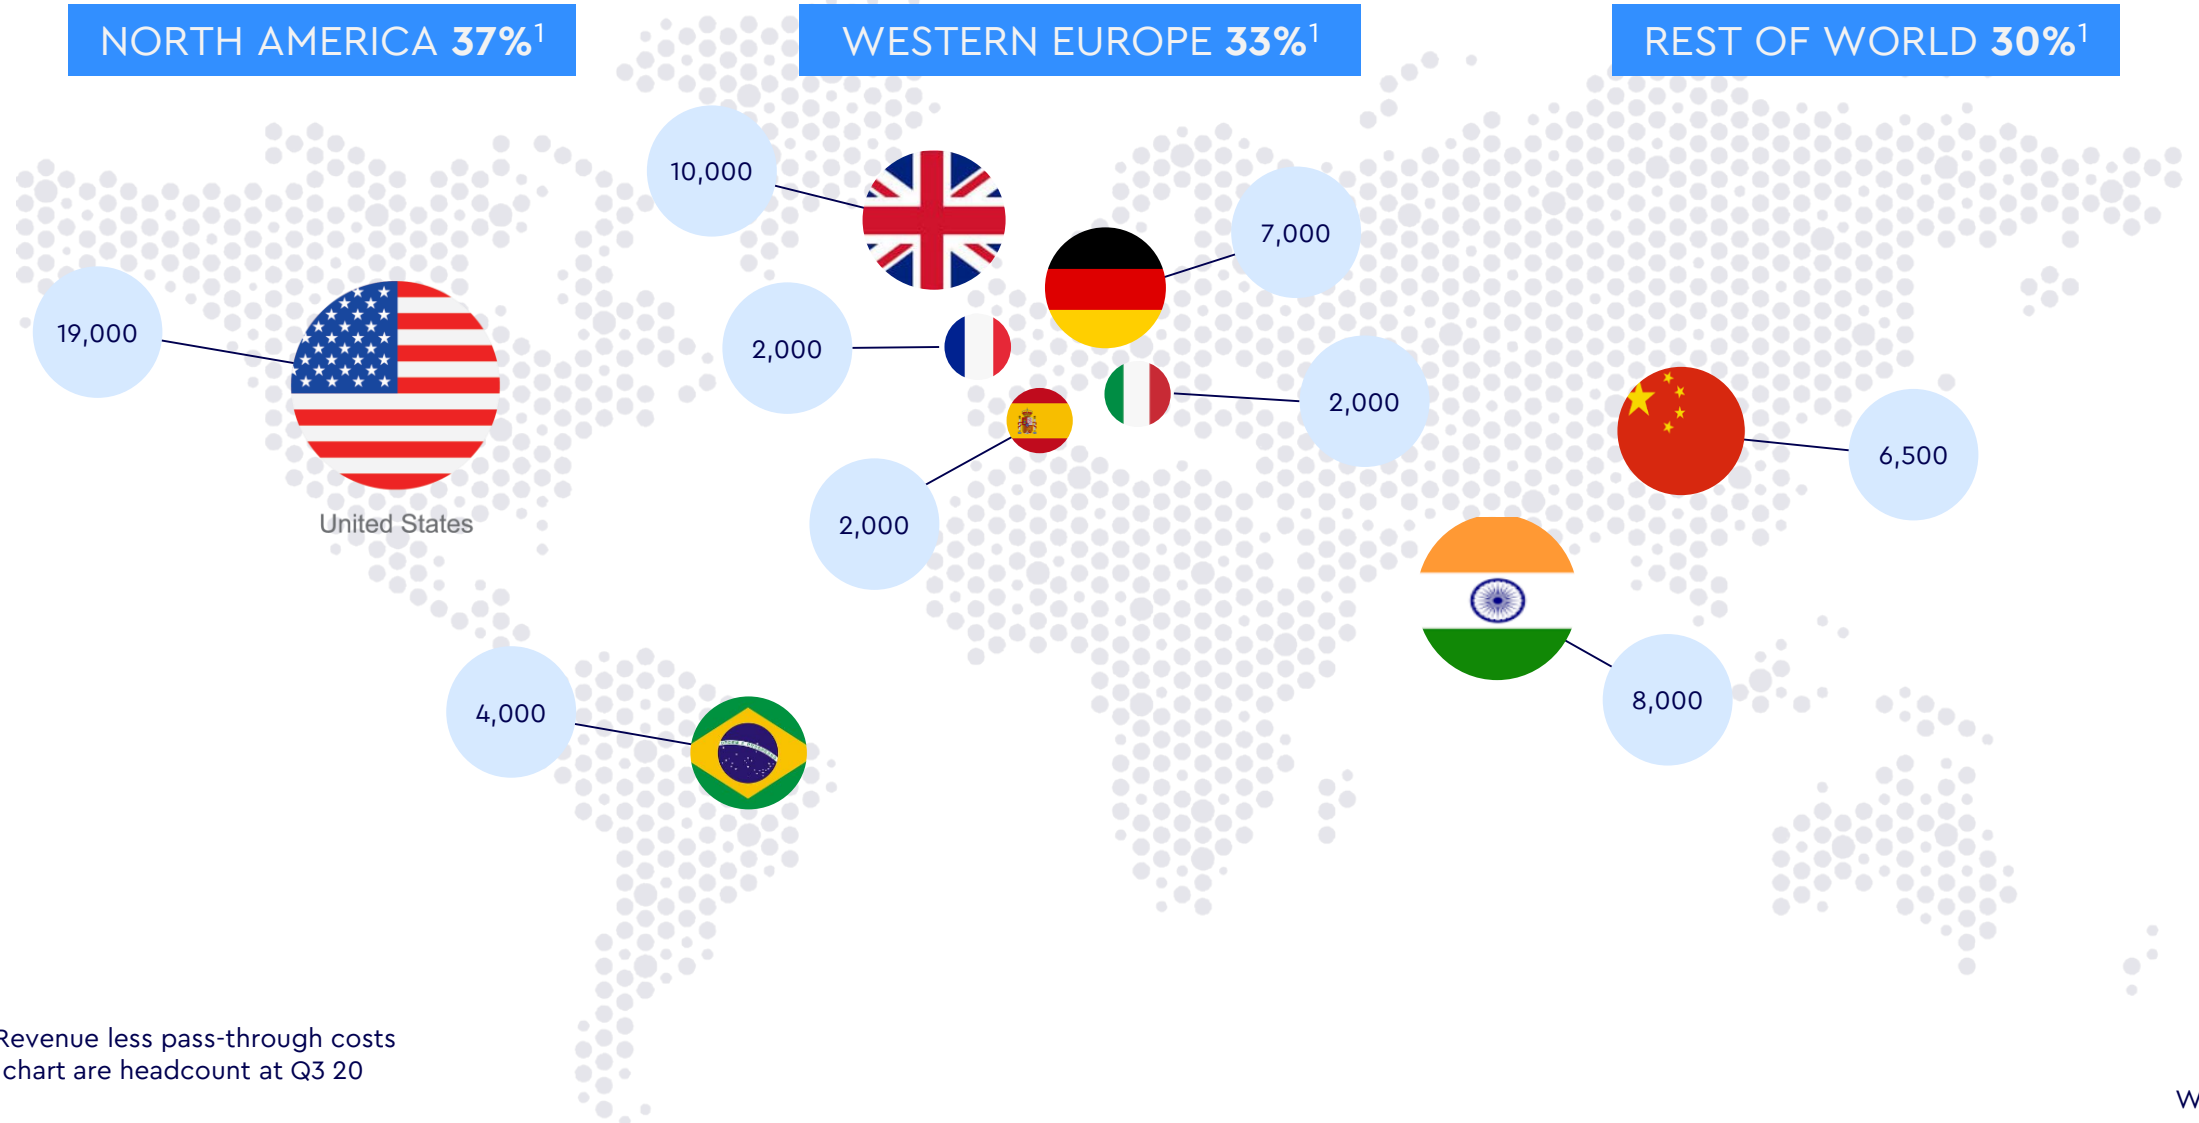 NORTH AMERICA 37%¹
WESTERN EUROPE 33%¹
REST OF WORLD 30%¹
10,000
7,000
19,000
2,000
2,000
6,500
United States
2,000
4,000
8,000
Revenue less pass-through costs
chart are headcount at Q3 20
W